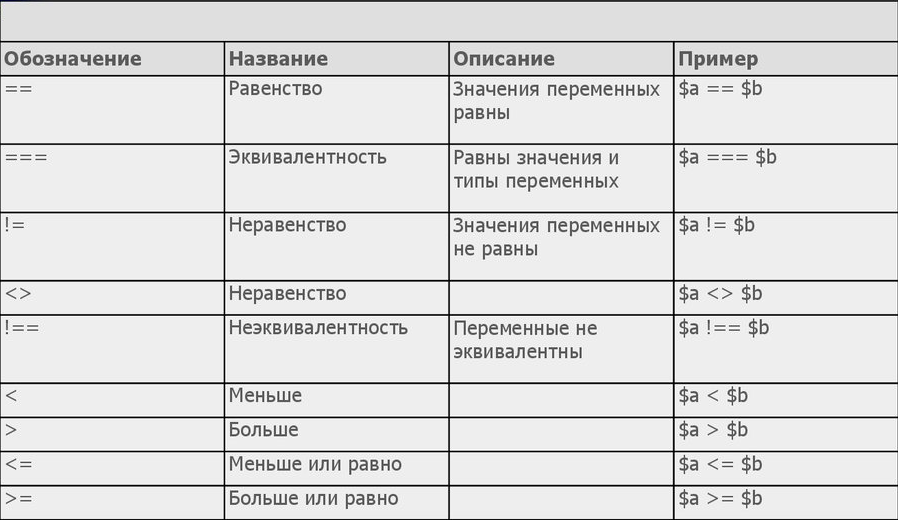 Обозначение Название Описание Пример
== Равенство Значения переменных $a == $b
равны
=== Эквивалентность Равны значения и $a === $b
типы переменных
!= Неравенство Значения переменных $a != $b
не равны
<> Неравенство $a <> $b
!== Неэквивалентность Переменные не $a !== $b
эквивалентны
< Меньше $a < $b
> Больше $a > $b
<= Меньше или равно $a <= $b
>= Больше или равно $a >= $b